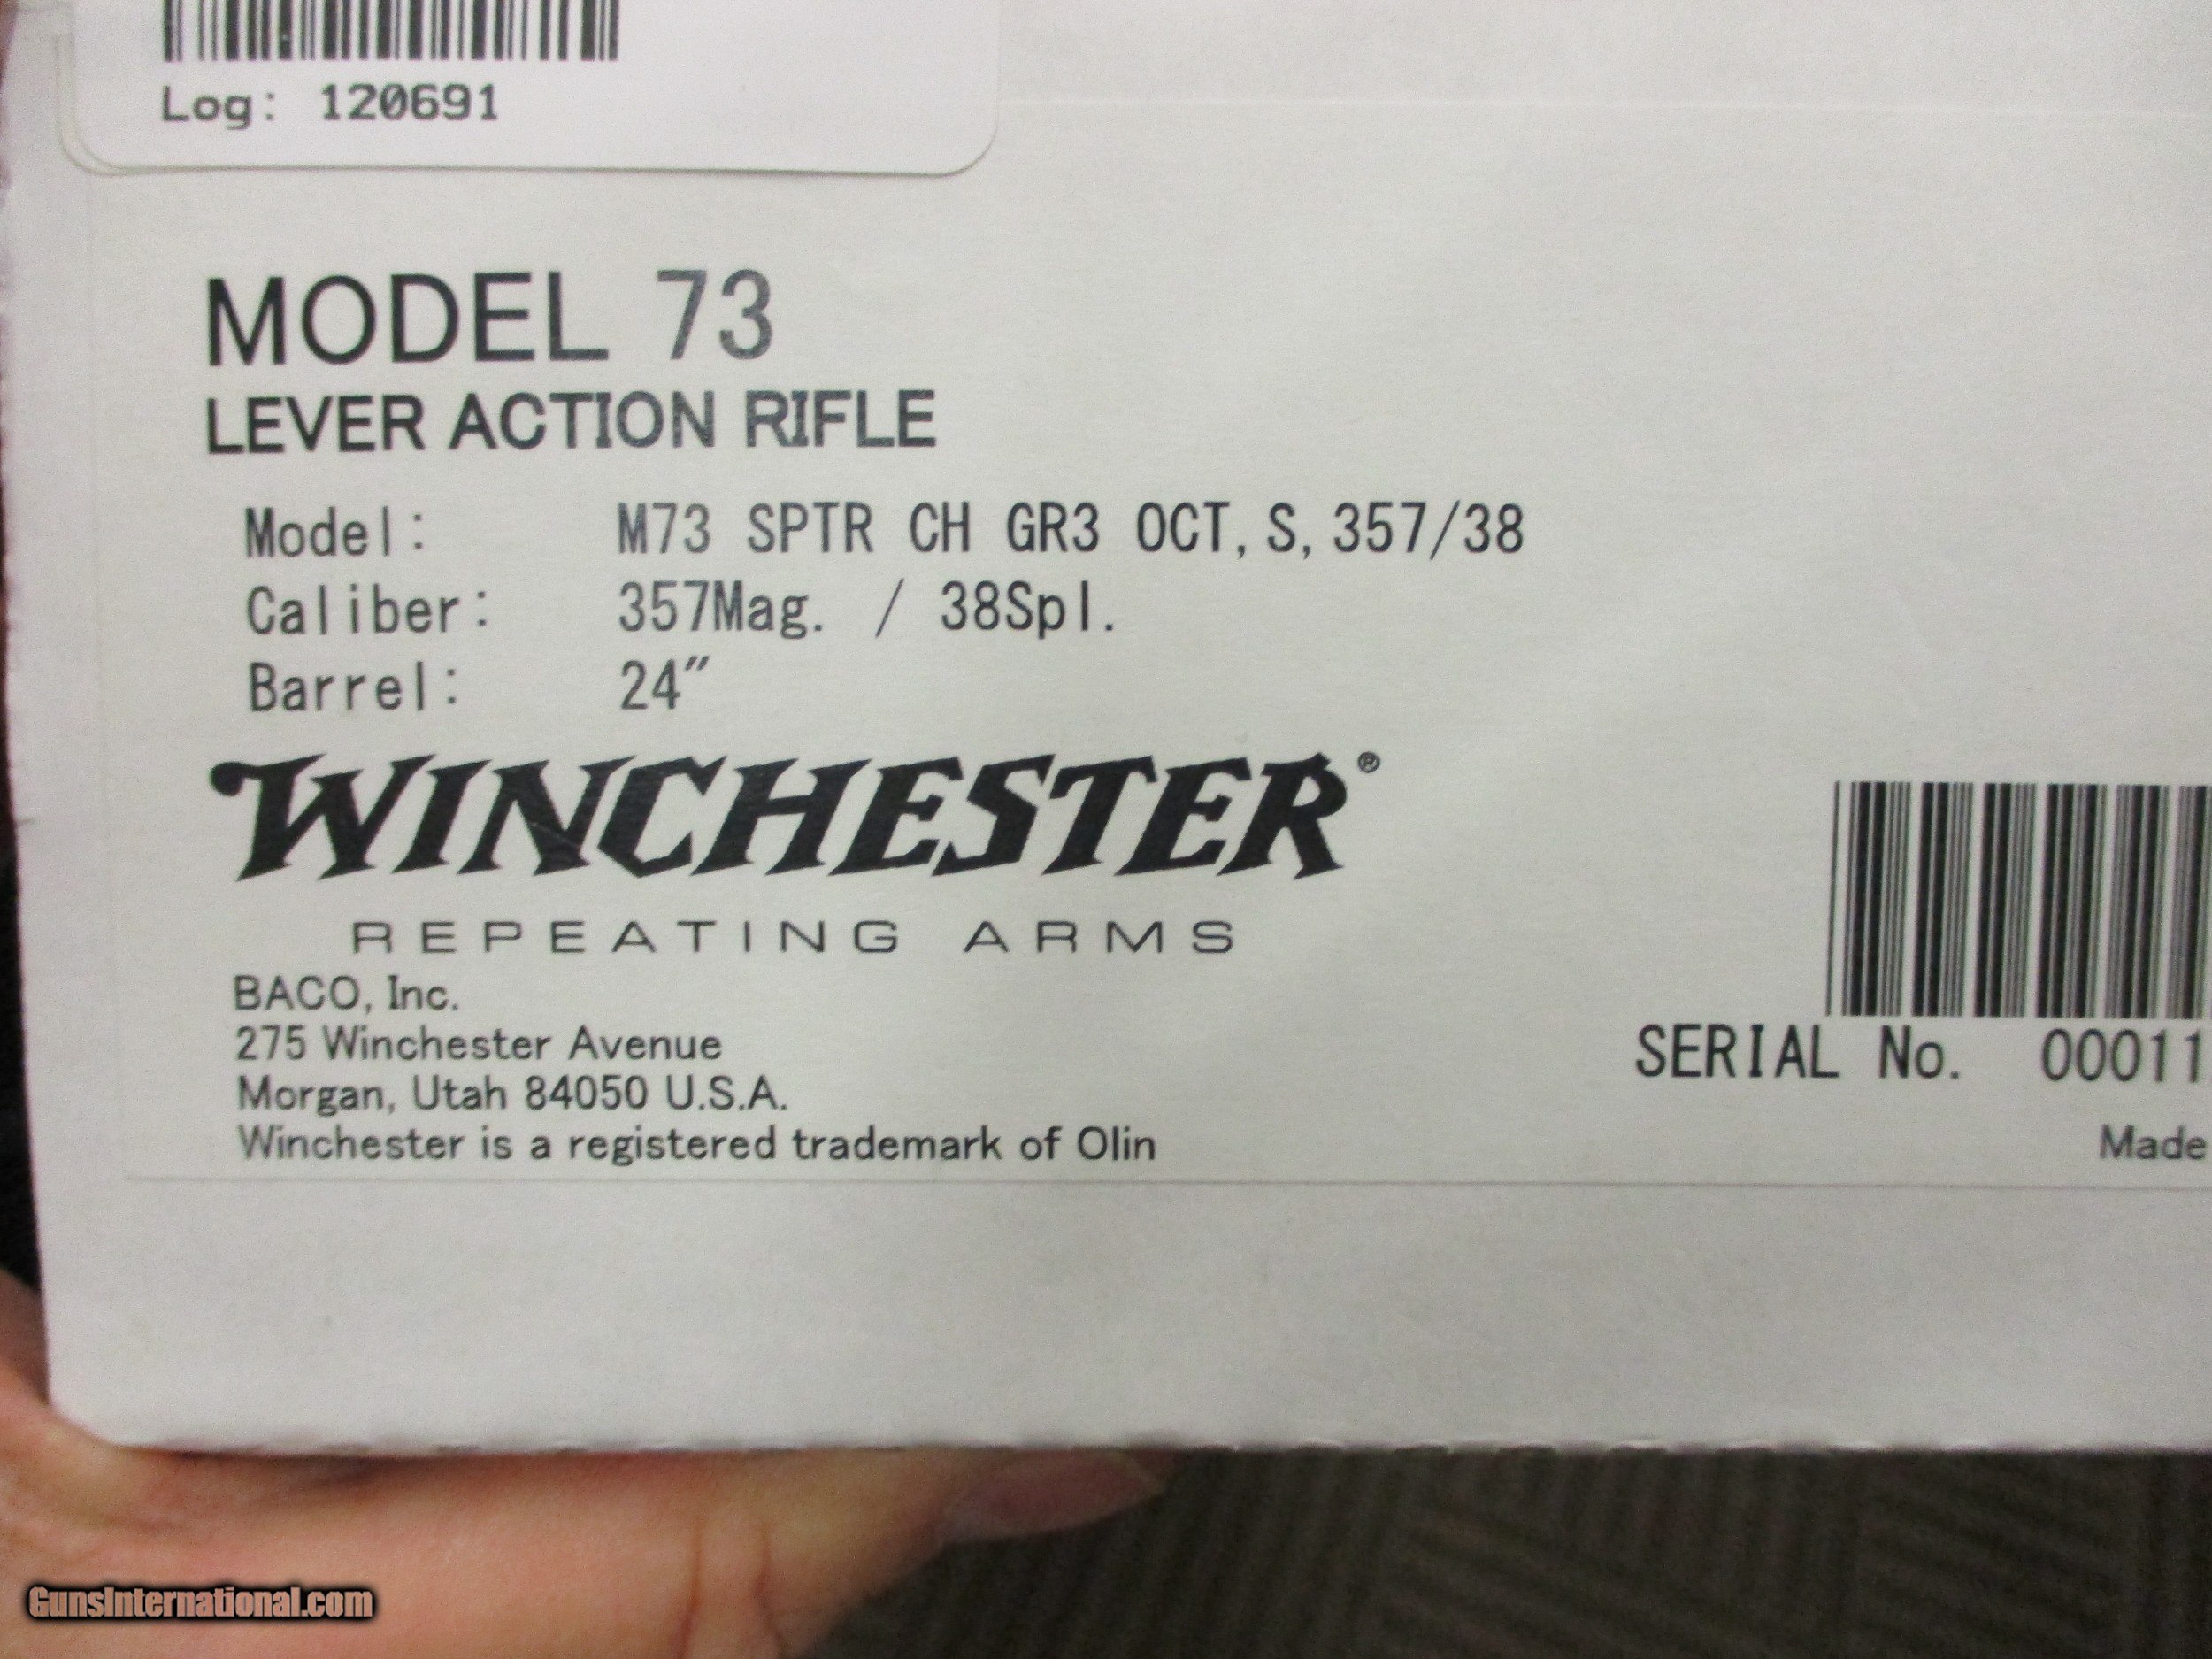 Log: 120691
MODEL 73
LEVER ACTION RIFLE
Model: M73 SPTR CH GR3 OCT, S, 357/38
Caliber: 357Mag. / 38Spl.
Barrel: 24"
WINCHESTER®
REPEATING ARMS
BACO, Inc.
275 Winchester Avenue
Morgan, Utah 84050 U.S.A.
Winchester is a registered trademark of Olin
SERIAL No. 00011
Made
GunsInternational.com